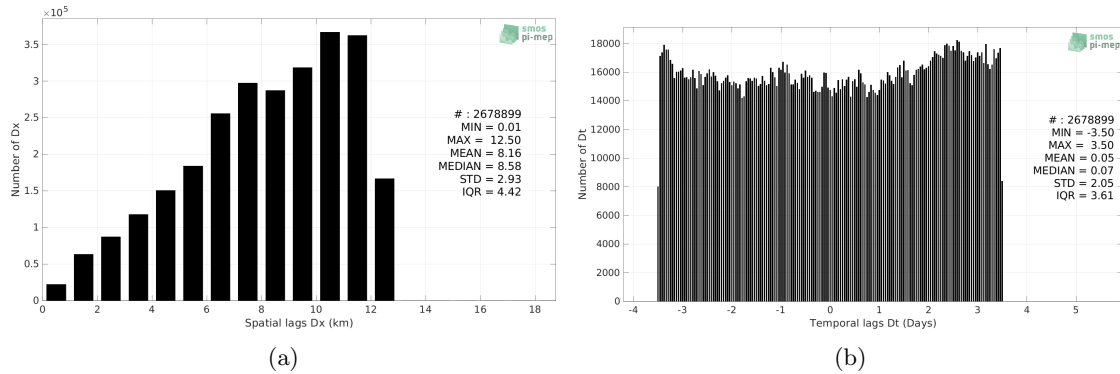 ×10⁵
3.5
3
2.5
2
1.5
1
0.5
0
Number of Dx
0 2 4 6 8 10 12 14 16 18
Spatial lags Dx (km)
smos
pi-mep
# : 2678899
MIN = 0.01
MAX = 12.50
MEAN = 8.16
MEDIAN = 8.58
STD = 2.93
IQR = 4.42
(a)
18000
16000
14000
12000
10000
8000
6000
4000
2000
0
Number of Dt
-4 -3 -2 -1 0 1 2 3 4 5
Temporal lags Dt (Days)
smos
pi-mep
# : 2678899
MIN = -3.50
MAX = 3.50
MEAN = 0.05
MEDIAN = 0.07
STD = 2.05
IQR = 3.61
(b)